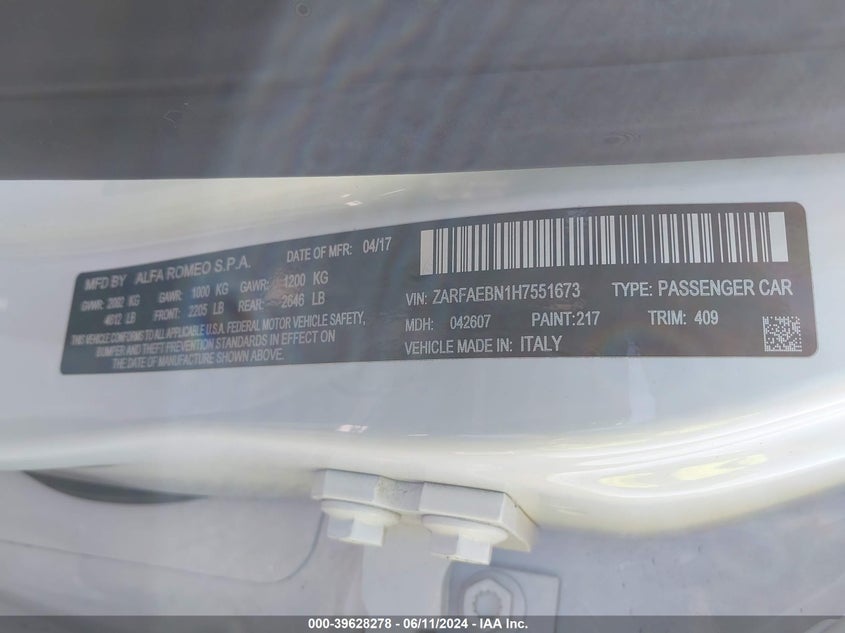 MFD BY ALFA ROMEO S.P.A. DATE OF MFR: 04/17
GVWR: 2002 KG GAWR: 1000 KG GAWR: 1200 KG
4012 LB FRONT: 2205 LB REAR: 2646 LB
THIS VEHICLE CONFORMS TO ALL APPLICABLE U.S.A. FEDERAL MOTOR VEHICLE SAFETY,
BUMPER AND THEFT PREVENTION STANDARDS IN EFFECT ON
THE DATE OF MANUFACTURE SHOWN ABOVE.
VIN: ZARFAEBN1H7551673 TYPE: PASSENGER CAR
MDH: 042607 PAINT:217 TRIM: 409
VEHICLE MADE IN: ITALY
000-39628278 - 06/11/2024 - IAA Inc.